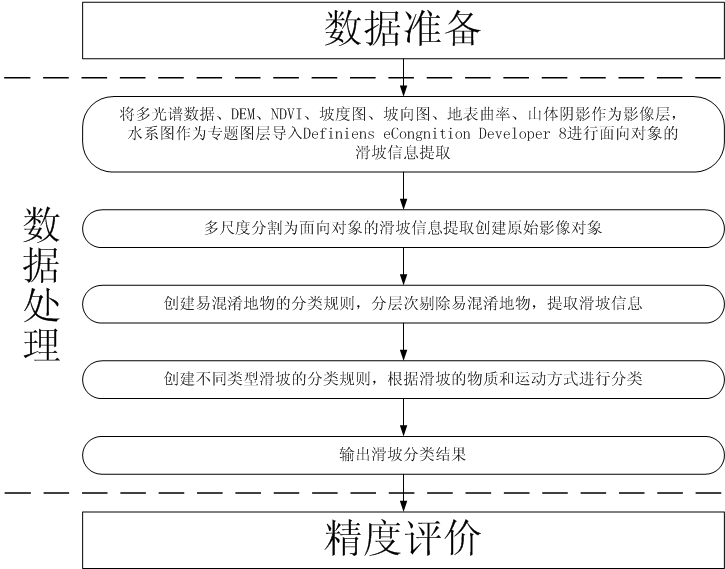 数据准备
将多光谱数据、DEM、NDVI、坡度图、坡向图、地表曲率、山体阴影作为影像层，
水系图作为专题图层导入Definiens eCongnition Developer 8进行面向对象的
滑坡信息提取
数据处理
多尺度分割为面向对象的滑坡信息提取创建原始影像对象
创建易混淆地物的分类规则，分层次剔除易混淆地物，提取滑坡信息
创建不同类型滑坡的分类规则，根据滑坡的物质和运动方式进行分类
输出滑坡分类结果
精度评价